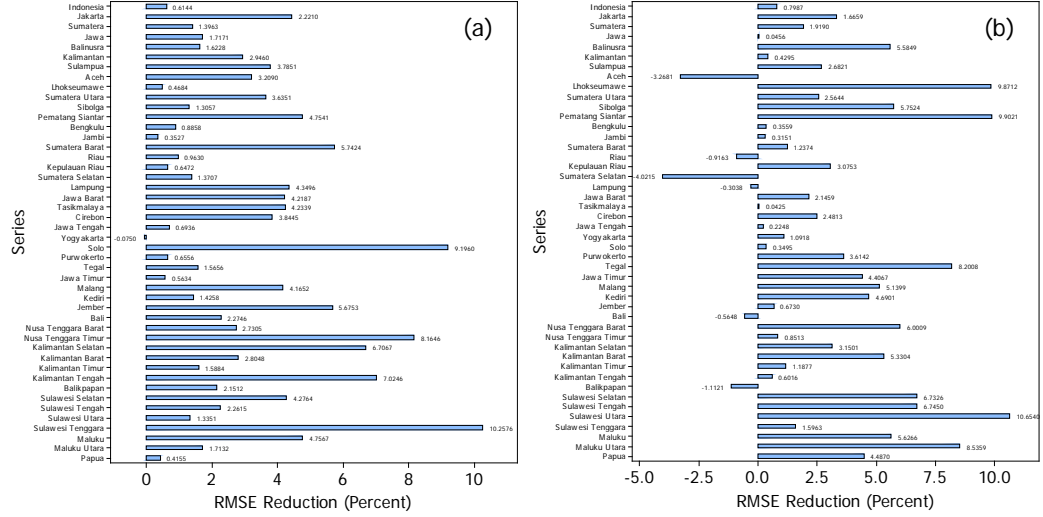 (a)
Series
Indonesia 0.6144
Jakarta 2.2210
Sumatera 1.3963
Jawa 1.7171
Balinusra 1.6228
Kalimantan 2.9460
Sulampua 3.7851
Aceh 3.2090
Lhokseumawe 0.4684
Sumatera Utara 3.6351
Sibolga 1.3057
Pematang Siantar 4.7541
Bengkulu 0.8858
Jambi 0.3527
Sumatera Barat 5.7424
Riau 0.9630
Kepulauan Riau 0.6472
Sumatera Selatan 1.3707
Lampung 4.3496
Jawa Barat 4.2187
Tasikmalaya 4.2339
Cirebon 3.8445
Jawa Tengah 0.6936
Yogyakarta -0.0750
Solo 9.1960
Purwokerto 0.6556
Tegal 1.5656
Jawa Timur 0.5634
Malang 4.1652
Kediri 1.4258
Jember 5.6753
Bali 2.2746
Nusa Tenggara Barat 2.7305
Nusa Tenggara Timur 8.1646
Kalimantan Selatan 6.7067
Kalimantan Barat 2.8048
Kalimantan Timur 1.5884
Kalimantan Tengah 7.0246
Balikpapan 2.1512
Sulawesi Selatan 4.2764
Sulawesi Tengah 2.2615
Sulawesi Utara 1.3351
Sulawesi Tenggara 10.2576
Maluku 4.7567
Maluku Utara 1.7132
Papua 0.4155
0 2 4 6 8 10
RMSE Reduction (Percent)
(b)
Series
Indonesia 0.7987
Jakarta 1.6659
Sumatera 1.9190
Jawa 0.0456
Balinusra 5.5849
Kalimantan 0.4295
Sulampua 2.6821
Aceh -3.2681
Lhokseumawe 9.8712
Sumatera Utara 2.5644
Sibolga 5.7524
Pematang Siantar 9.9021
Bengkulu 0.3559
Jambi 0.3151
Sumatera Barat 1.2374
Riau -0.9163
Kepulauan Riau 3.0753
Sumatera Selatan -4.0215
Lampung -0.3038
Jawa Barat 2.1459
Tasikmalaya 0.0425
Cirebon 2.4813
Jawa Tengah 0.2248
Yogyakarta 1.0918
Solo 0.3495
Purwokerto 3.6142
Tegal 8.2008
Jawa Timur 4.4067
Malang 5.1399
Kediri 4.6901
Jember 0.6730
Bali -0.5648
Nusa Tenggara Barat 6.0009
Nusa Tenggara Timur 0.8513
Kalimantan Selatan 3.1501
Kalimantan Barat 5.3304
Kalimantan Timur 1.1877
Kalimantan Tengah 0.6016
Balikpapan -1.1121
Sulawesi Selatan 6.7326
Sulawesi Tengah 6.7450
Sulawesi Utara 10.6540
Sulawesi Tenggara 1.5963
Maluku 5.6266
Maluku Utara 8.5359
Papua 4.4870
-5.0 -2.5 0.0 2.5 5.0 7.5 10.0
RMSE Reduction (Percent)